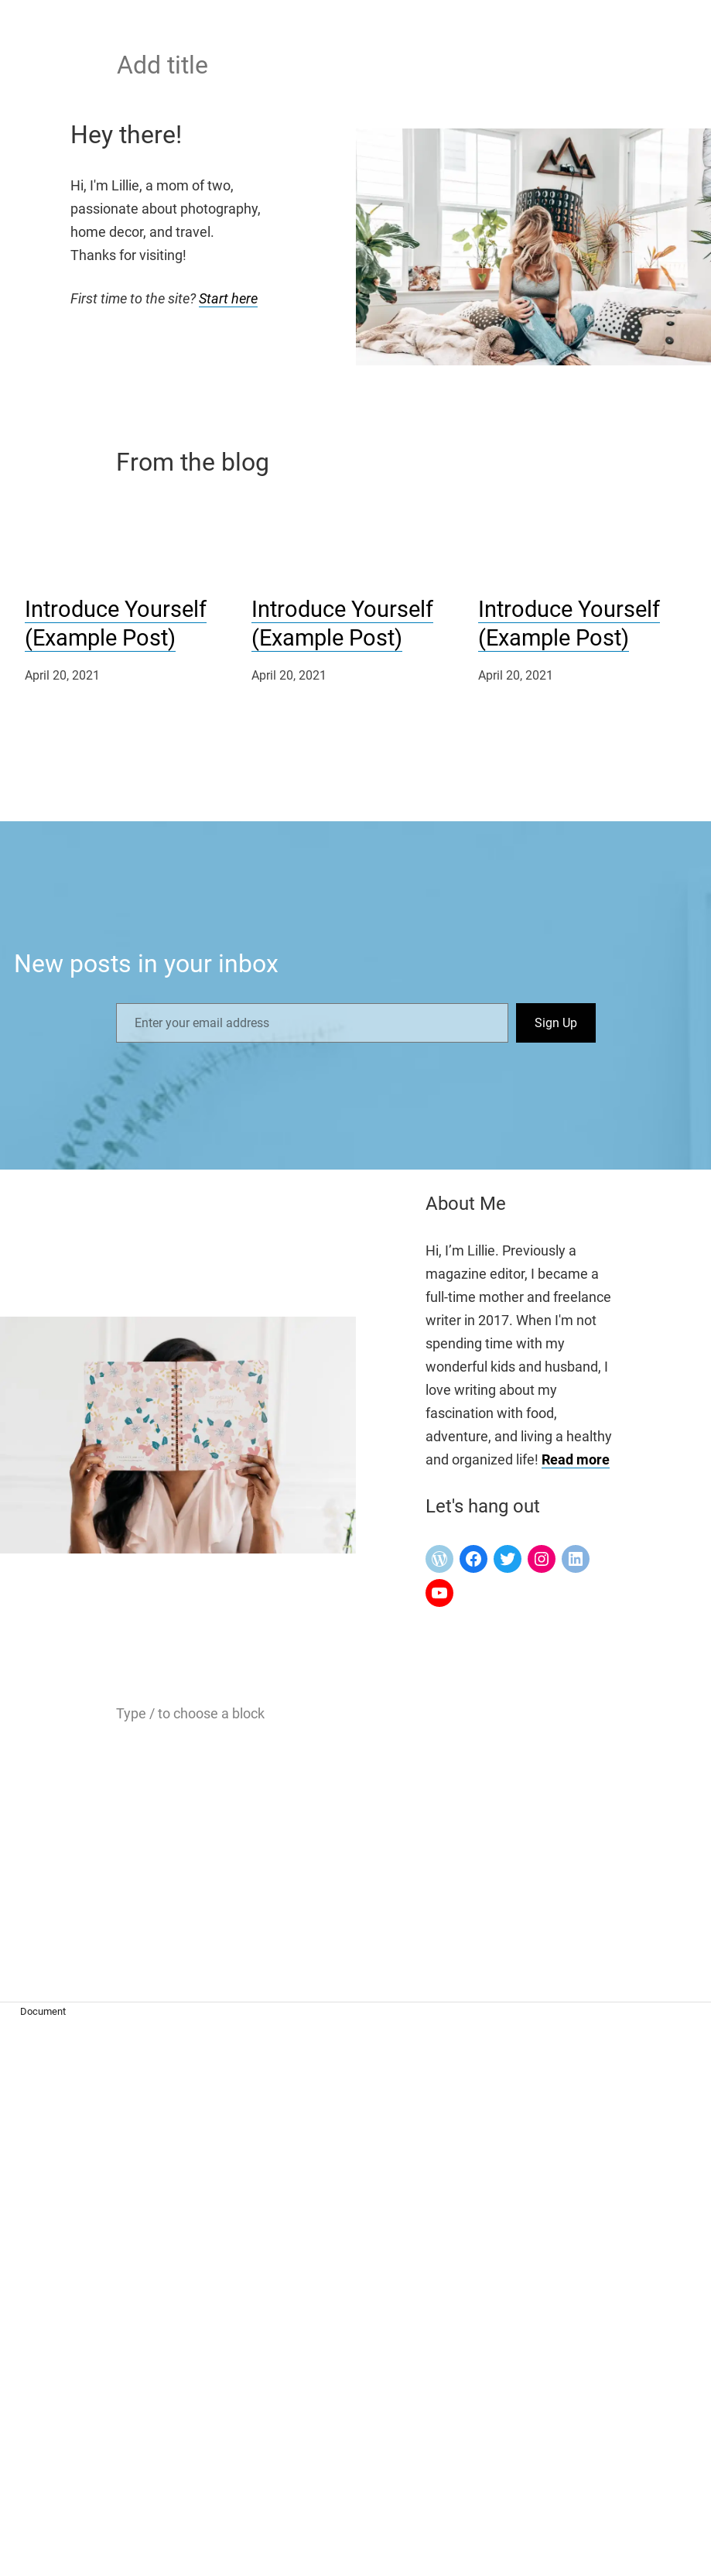 Add title
Hey there!
Hi, I'm Lillie, a mom of two,
passionate about photography,
home decor, and travel.
Thanks for visiting!
First time to the site? Start here
From the blog
Introduce Yourself
(Example Post)
April 20, 2021
Introduce Yourself
(Example Post)
April 20, 2021
Introduce Yourself
(Example Post)
April 20, 2021
New posts in your inbox
Enter your email address
Sign Up
About Me
Hi, I’m Lillie. Previously a
magazine editor, I became a
full-time mother and freelance
writer in 2017. When I'm not
spending time with my
wonderful kids and husband, I
love writing about my
fascination with food,
adventure, and living a healthy
and organized life! Read more
Let's hang out
Type / to choose a block
Document